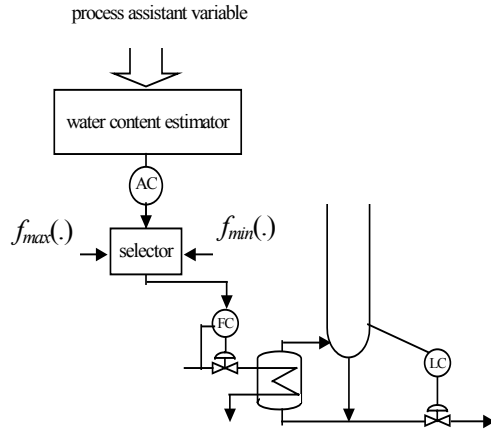 process assistant variable
water content estimator
AC
fmax(.)
fmin(.)
selector
FC
LC